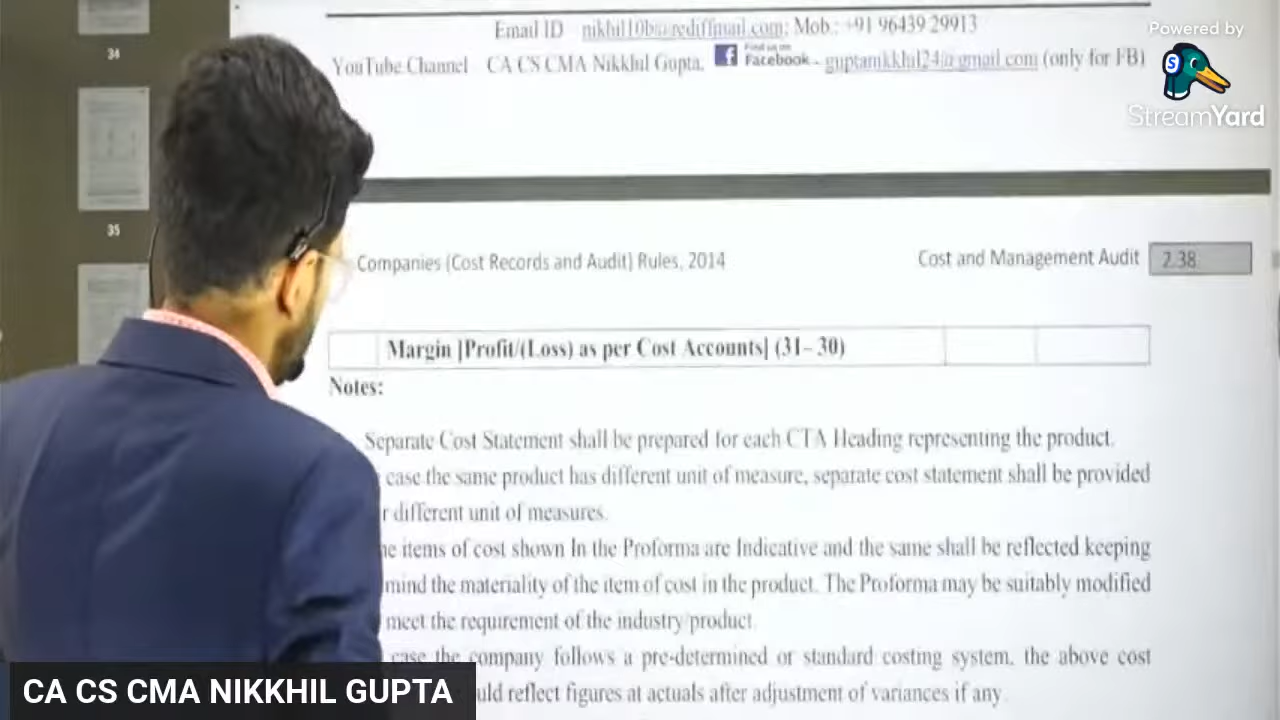 Email ID nikhil10b@rediffmail.com; Mob.: +91 96439 29913
Powered by
YouTube Channel CA CS CMA Nikkhil Gupta, f Find us on Facebook - guptanikkhil24@gmail.com (only for FB)
StreamYard
34
35
Companies (Cost Records and Audit) Rules, 2014 Cost and Management Audit 2.38
Margin [Profit/(Loss) as per Cost Accounts] (31– 30)
Notes:
Separate Cost Statement shall be prepared for each CTA Heading representing the product.
case the same product has different unit of measure, separate cost statement shall be provided
different unit of measures.
items of cost shown In the Proforma are Indicative and the same shall be reflected keeping
mind the materiality of the item of cost in the product. The Proforma may be suitably modified
meet the requirement of the industry/product.
case the company follows a pre-determined or standard costing system, the above cost
reflect figures at actuals after adjustment of variances if any
CA CS CMA NIKKHIL GUPTA